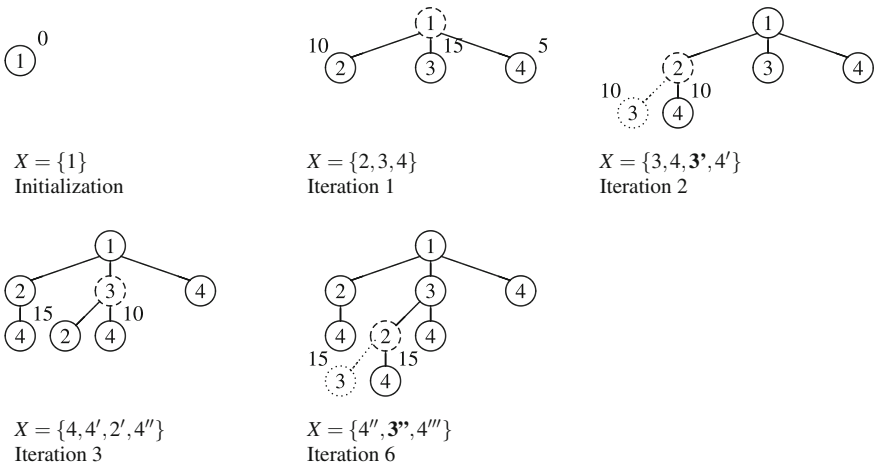 0
1
X = {1}
Initialization
1
10 15 5
2 3 4
X = {2,3,4}
Iteration 1
1
2 3 4
10 10
3 4
X = {3,4,3’,4′}
Iteration 2
1
2 3 4
15 10
4 2 4
X = {4,4′,2′,4″}
Iteration 3
1
2 3 4
4 2 4
15 15
3 4
X = {4″,3”,4‴}
Iteration 6